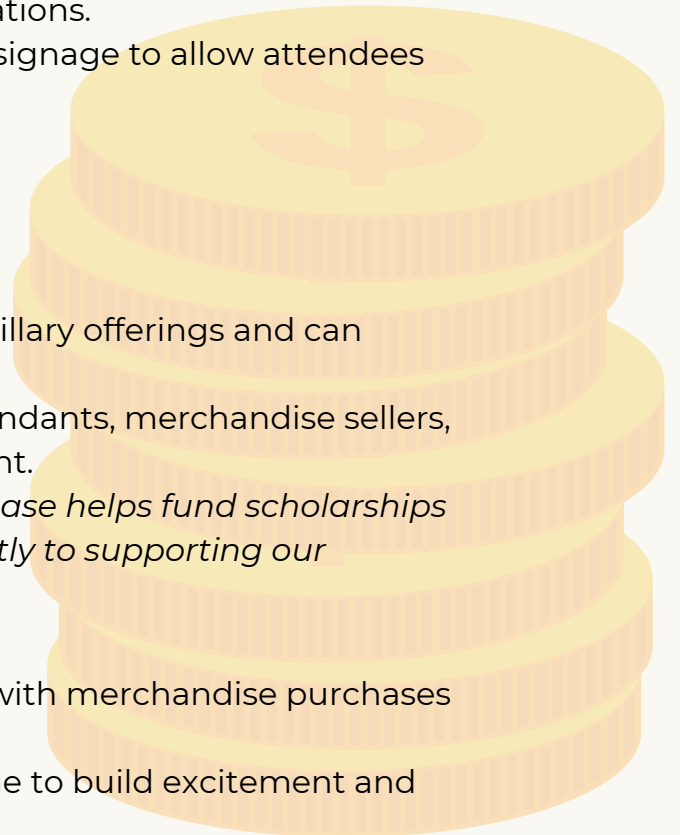 ations.
signage to allow attendees
$
illary offerings and can
ndants, merchandise sellers,
nt.
ase helps fund scholarships
tly to supporting our
with merchandise purchases
e to build excitement and